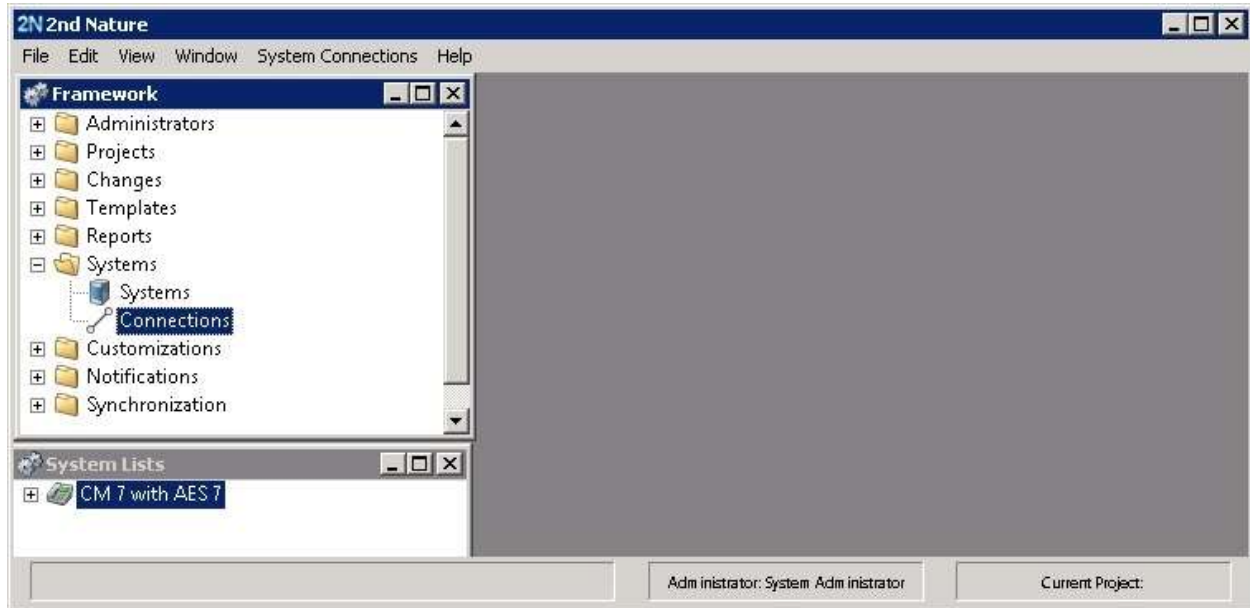 2N 2nd Nature
File Edit View Window System Connections Help
Framework
Administrators
Projects
Changes
Templates
Reports
Systems
Systems
Connections
Customizations
Notifications
Synchronization
System Lists
CM 7 with AES 7
Administrator: System Administrator Current Project: